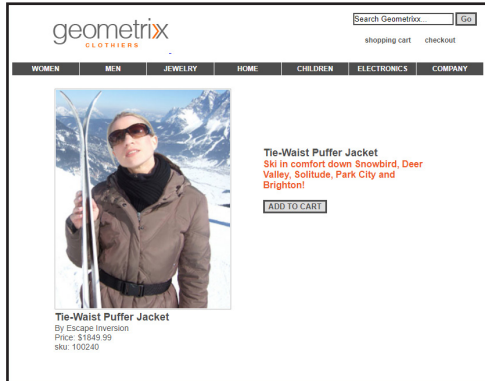 geometrixx
CLOTHIERS
Search Geometrixx...
Go
shopping cart checkout
WOMEN MEN JEWELRY HOME CHILDREN ELECTRONICS COMPANY
Tie-Waist Puffer Jacket
Ski in comfort down Snowbird, Deer
Valley, Solitude, Park City and
Brighton!
ADD TO CART
Tie-Waist Puffer Jacket
By Escape Inversion
Price: $1849.99
sku: 100240